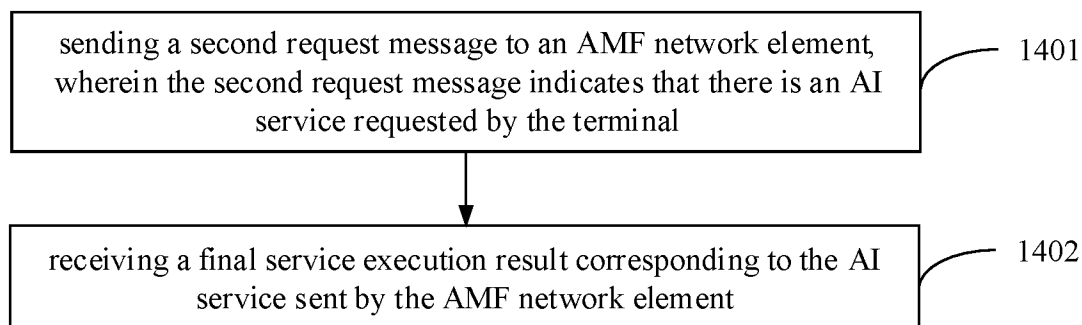 sending a second request message to an AMF network element,
wherein the second request message indicates that there is an AI
service requested by the terminal
1401
receiving a final service execution result corresponding to the AI
service sent by the AMF network element
1402